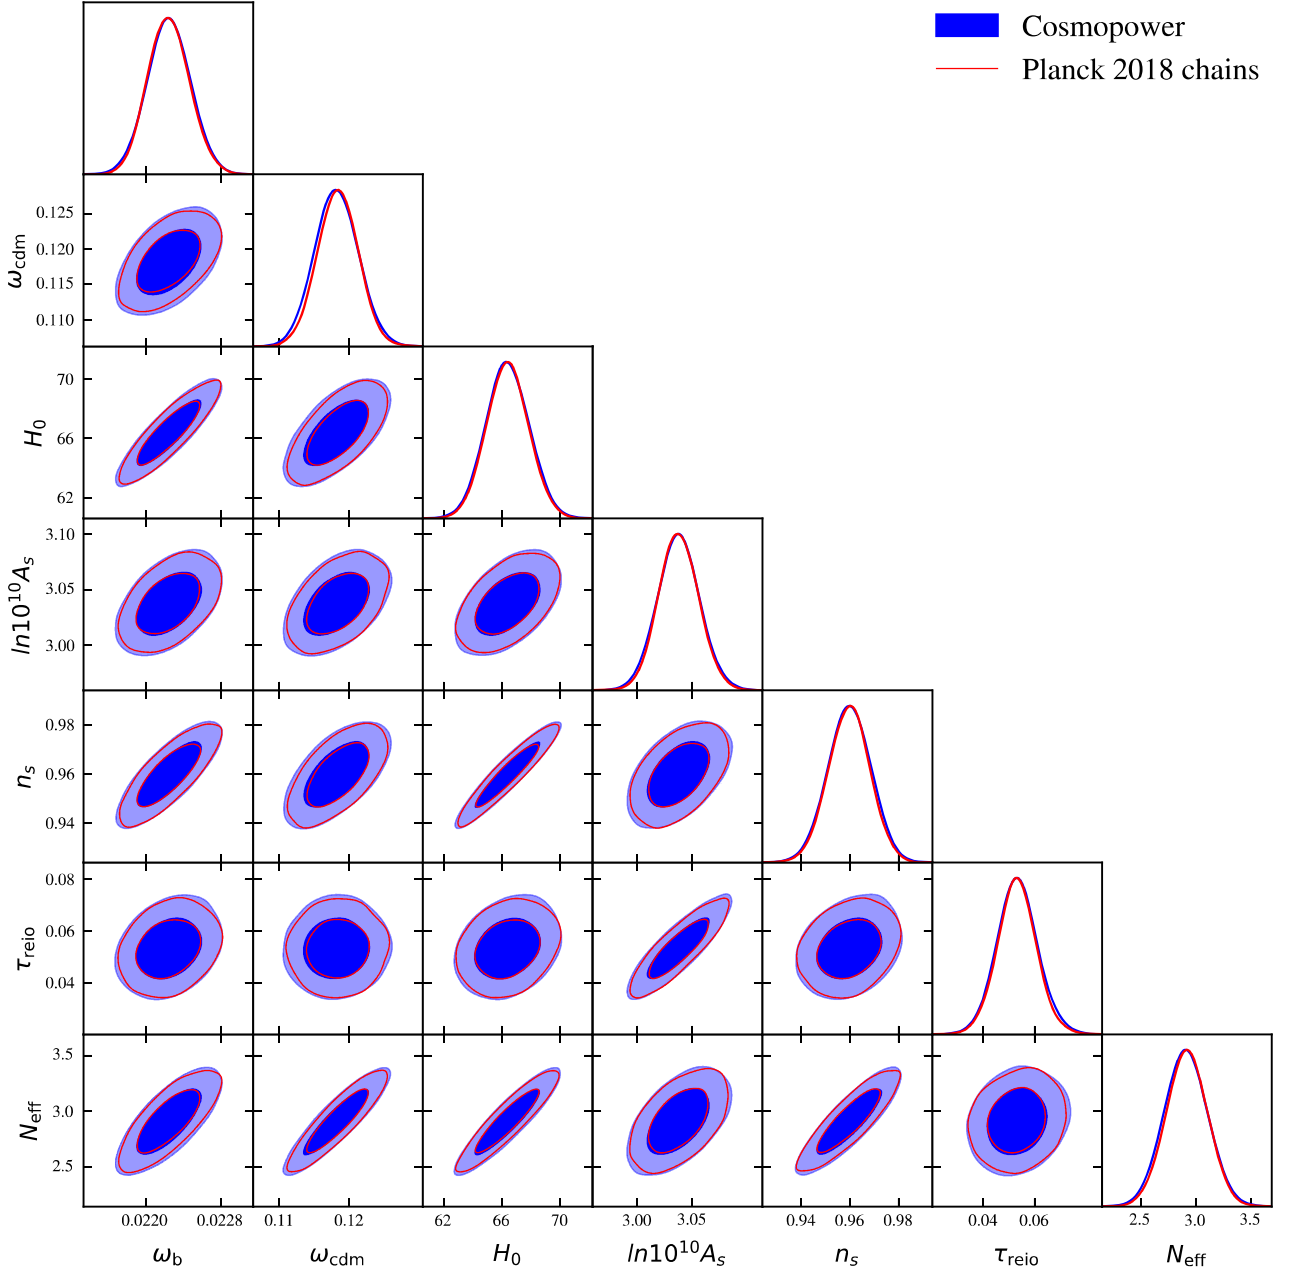 Cosmopower
Planck 2018 chains
ω_cdm
0.125
0.120
0.115
0.110
H_0
70
66
62
ln10^10A_s
3.10
3.05
3.00
n_s
0.98
0.96
0.94
τ_reio
0.08
0.06
0.04
N_eff
3.5
3.0
2.5
0.0220 0.0228 0.11 0.12 62 66 70 3.00 3.05 0.94 0.96 0.98 0.04 0.06 2.5 3.0 3.5
ω_b ω_cdm H_0 ln10^10A_s n_s τ_reio N_eff